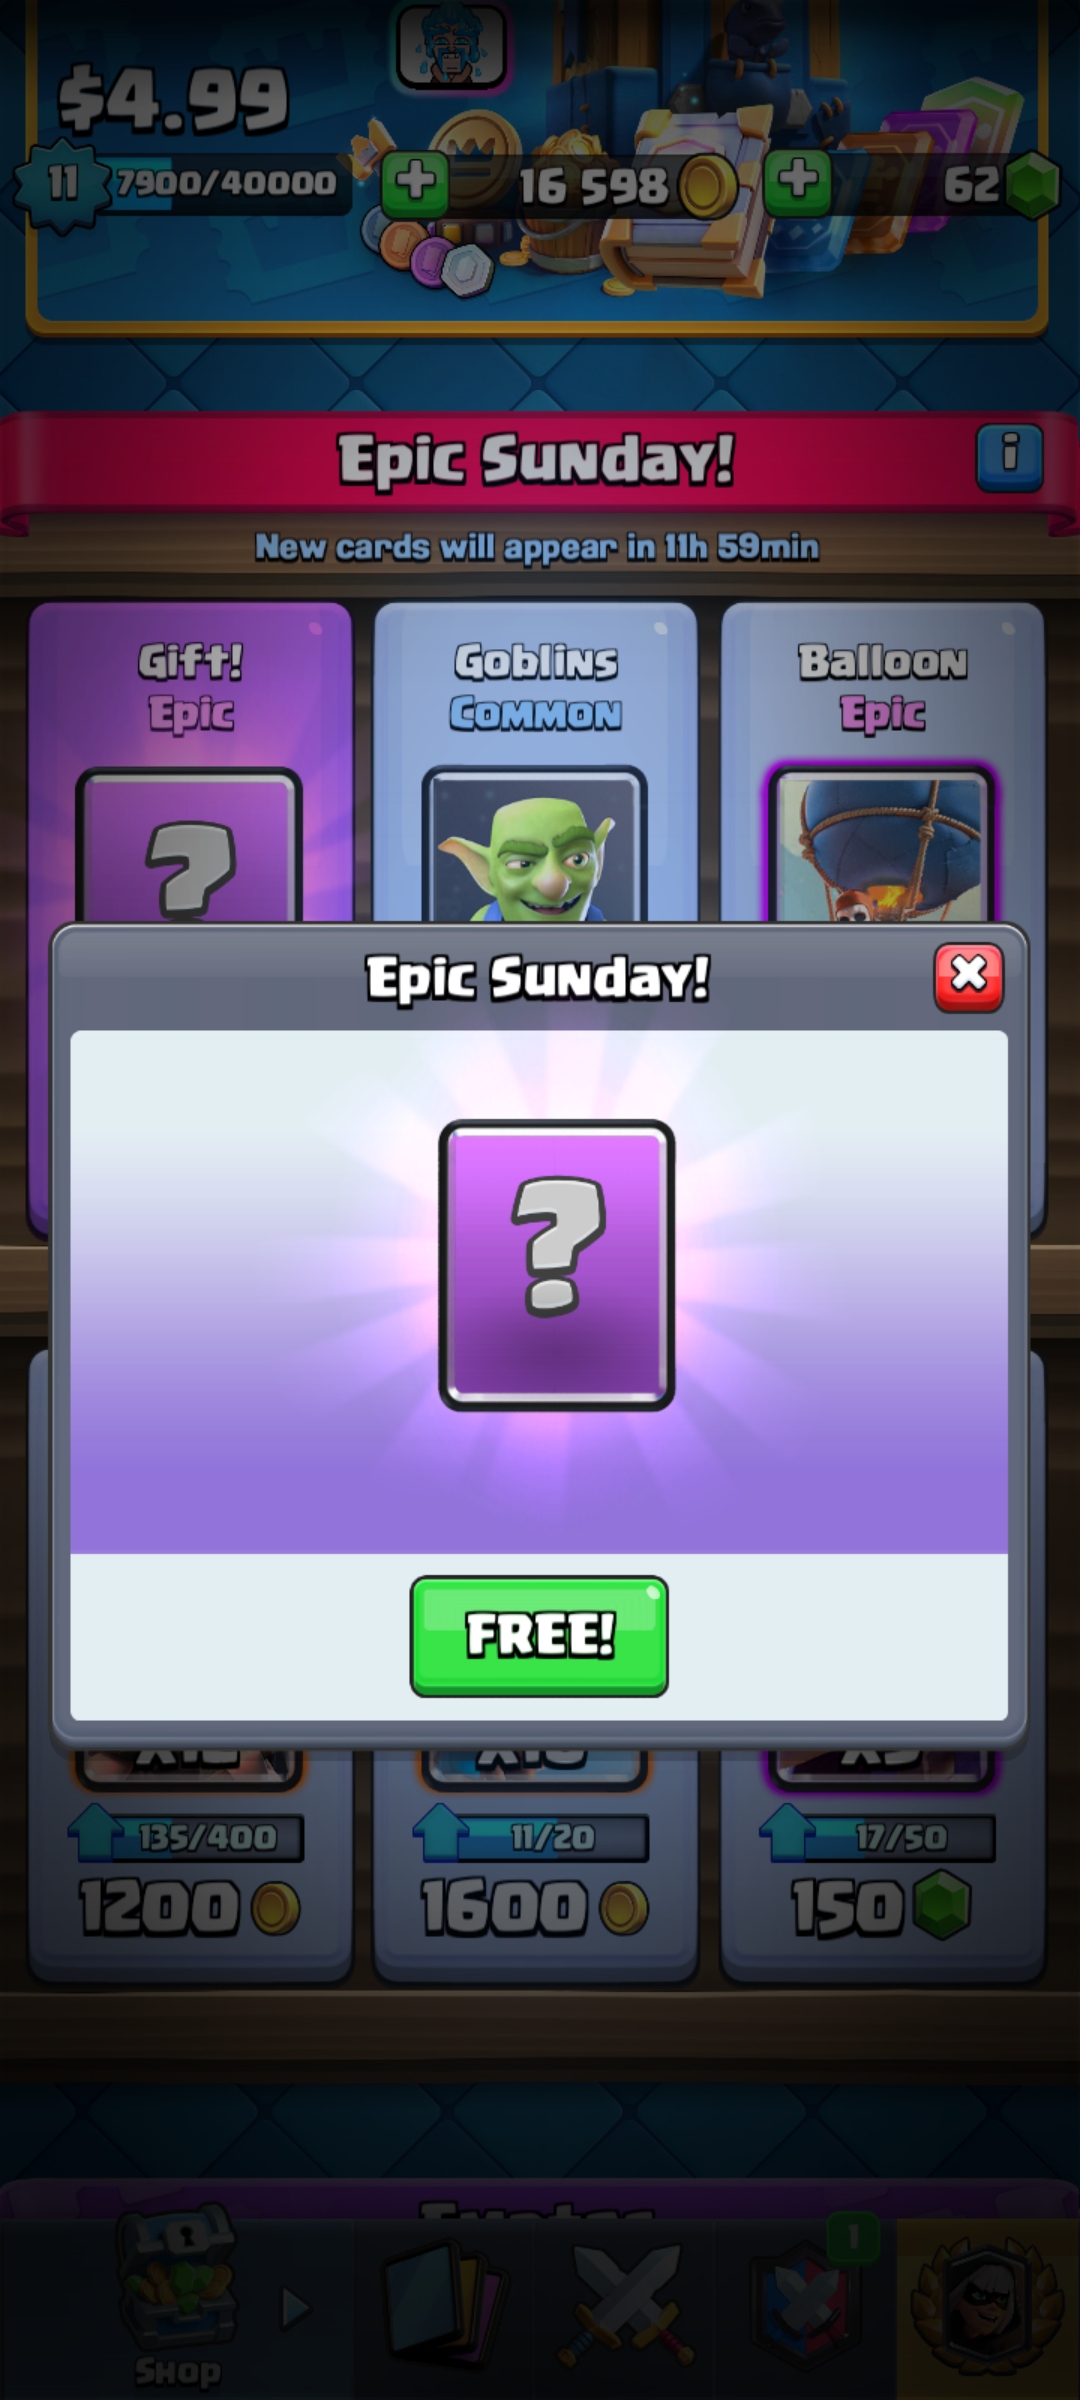 $4.99
11 7900/40000 16 598 62
Epic Sunday!
i
New cards will appear in 11h 59min
Gift! Goblins Balloon
Epic Common Epic
?
Epic Sunday!
?
FREE!
135/400 11/20 17/50
1200 1600 150
1
Shop